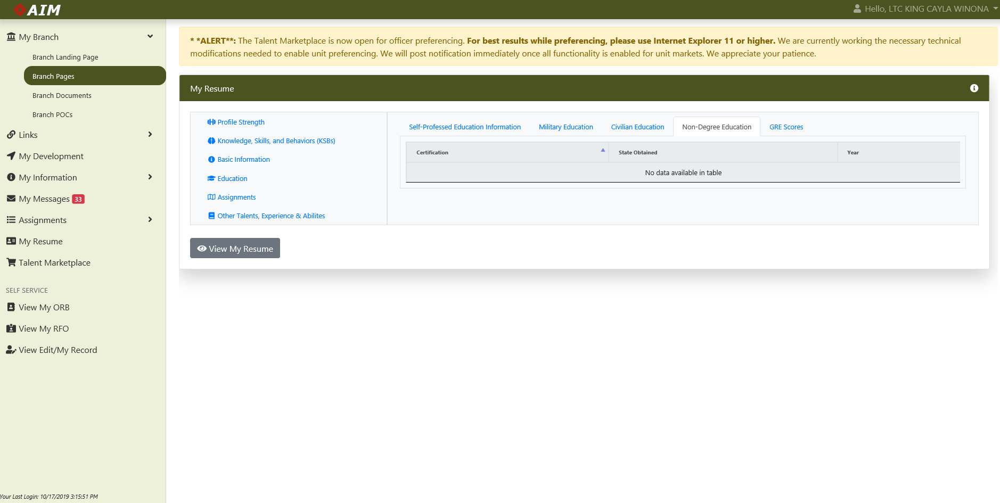 AIM
Hello, LTC KING CAYLA WINONA
My Branch
Branch Landing Page
Branch Pages
Branch Documents
Branch POCs
Links
My Development
My Information
My Messages 33
Assignments
My Resume
Talent Marketplace
SELF SERVICE
View My ORB
View My RFO
View Edit/My Record
Your Last Login: 10/17/2019 3:15:51 PM
* *ALERT**: The Talent Marketplace is now open for officer preferencing. For best results while preferencing, please use Internet Explorer 11 or higher. We are currently working the necessary technical
modifications needed to enable unit preferencing. We will post notification immediately once all functionality is enabled for unit markets. We appreciate your patience.
My Resume
Profile Strength
Knowledge, Skills, and Behaviors (KSBs)
Basic Information
Education
Assignments
Other Talents, Experience & Abilites
Self-Professed Education Information Military Education Civilian Education Non-Degree Education GRE Scores
Certification State Obtained Year
No data available in table
View My Resume